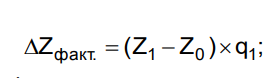 ΔZфакт. = (Z₁ – Z₀) × q₁;